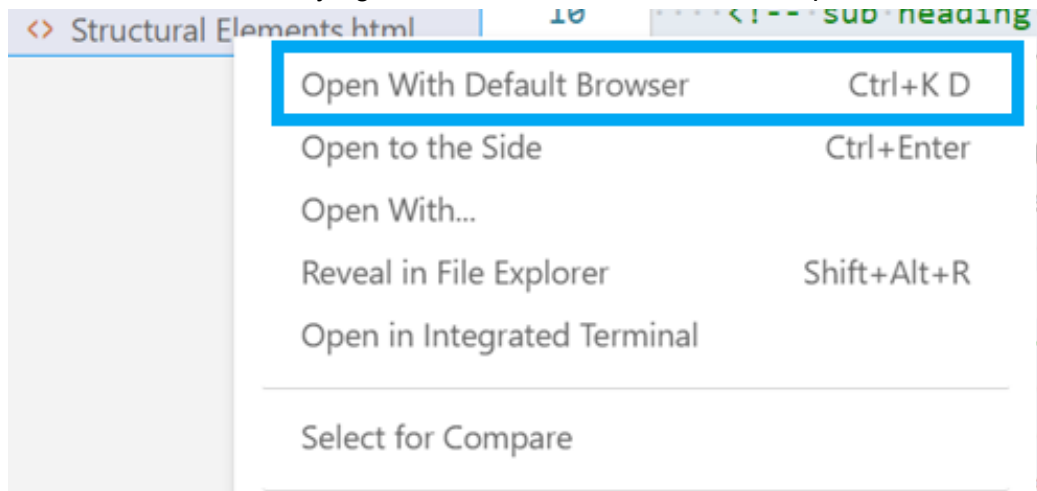 <> Structural Elements.html
10 <!-- sub heading
Open With Default Browser Ctrl+K D
Open to the Side Ctrl+Enter
Open With...
Reveal in File Explorer Shift+Alt+R
Open in Integrated Terminal
Select for Compare